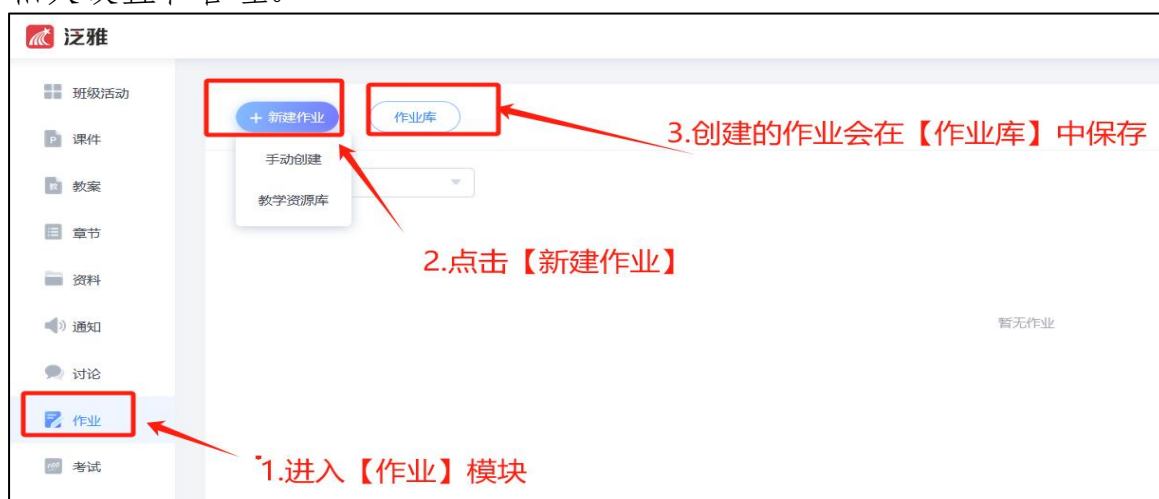 泛雅
班级活动
课件
教案
章节
资料
通知
讨论
作业
考试
+ 新建作业
作业库
手动创建
教学资源库
3.创建的作业会在【作业库】中保存
2.点击【新建作业】
暂无作业
1.进入【作业】模块